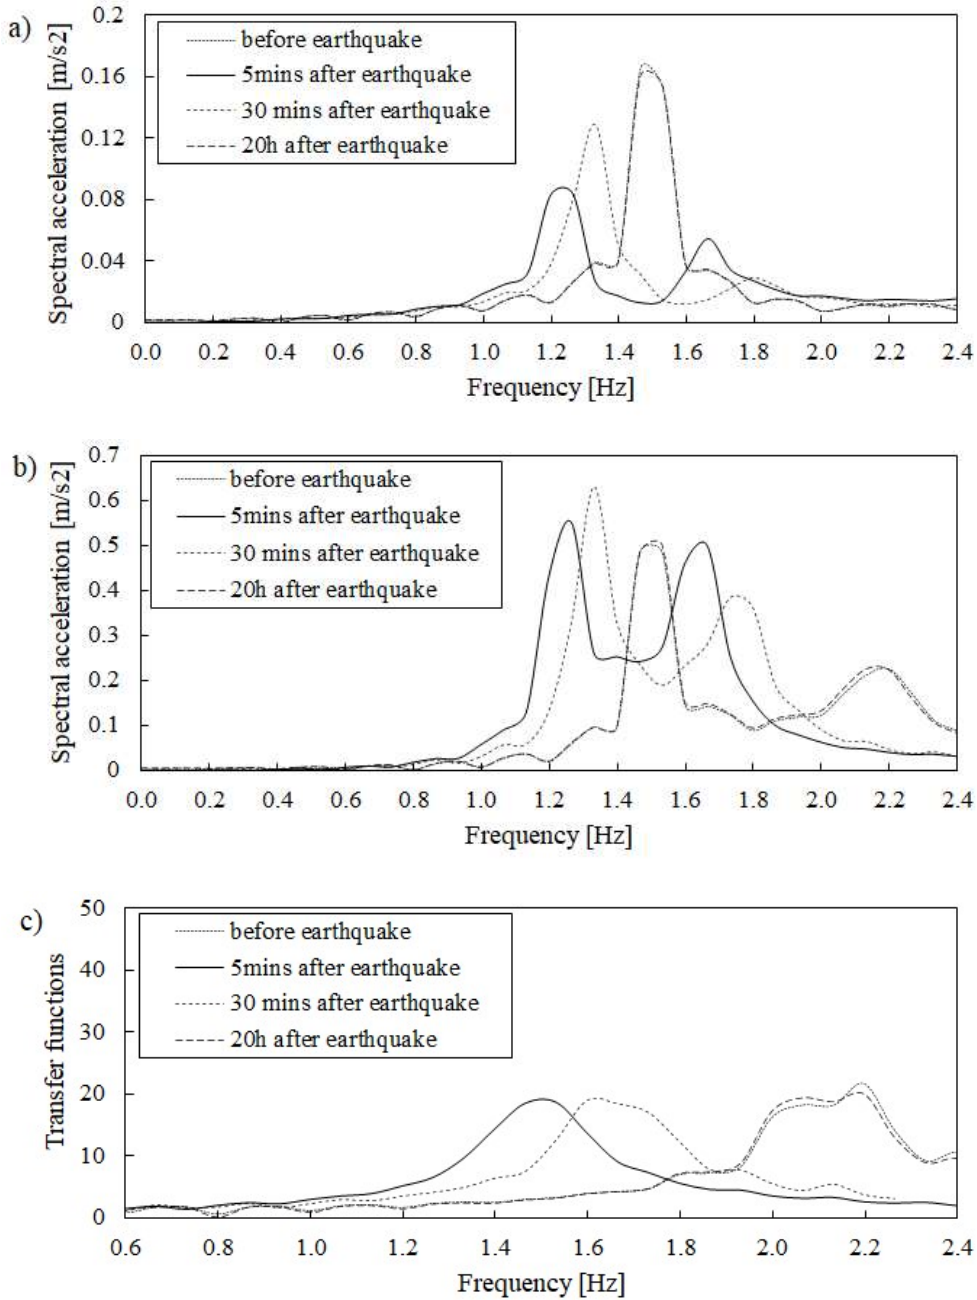 a)
Spectral acceleration [m/s2]
0.2
0.16
0.12
0.08
0.04
0
before earthquake
5mins after earthquake
30 mins after earthquake
20h after earthquake
0.0 0.2 0.4 0.6 0.8 1.0 1.2 1.4 1.6 1.8 2.0 2.2 2.4
Frequency [Hz]
b)
Spectral acceleration [m/s2]
0.7
0.6
0.5
0.4
0.3
0.2
0.1
0
before earthquake
5mins after earthquake
30 mins after earthquake
20h after earthquake
0.0 0.2 0.4 0.6 0.8 1.0 1.2 1.4 1.6 1.8 2.0 2.2 2.4
Frequency [Hz]
c)
Transfer functions
50
40
30
20
10
0
before earthquake
5mins after earthquake
30 mins after earthquake
20h after earthquake
0.6 0.8 1.0 1.2 1.4 1.6 1.8 2.0 2.2 2.4
Frequency [Hz]